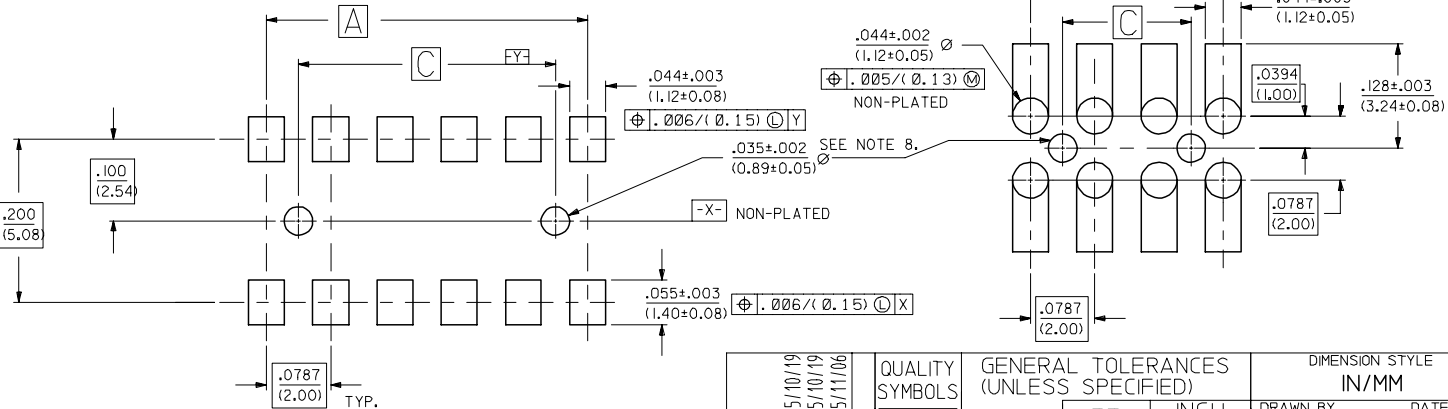 A
C
-Y-
.044±.003
(1.12±0.08)
⌖ .006/(Ø.15) Ⓛ Y
.035±.002 Ø
(0.89±0.05)
SEE NOTE 8.
.100
(2.54)
.200
(5.08)
-X- NON-PLATED
.055±.003
(1.40±0.08)
⌖ .006/(Ø.15) Ⓛ X
.0787
(2.00)
TYP.
(1.12±0.05)
C
.044±.002 Ø
(1.12±0.05)
⌖ .005/(Ø.13) Ⓜ
NON-PLATED
.0394
(1.00)
.128±.003
(3.24±0.08)
.0787
(2.00)
.0787
(2.00)
5/10/19
5/10/19
5/11/06
QUALITY
SYMBOLS
GENERAL TOLERANCES
(UNLESS SPECIFIED)
DIMENSION STYLE
IN/MM
INCH
DRAWN BY
DATE